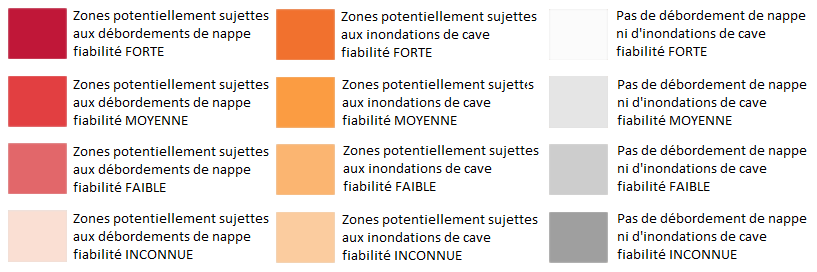 Zones potentiellement sujettes
aux débordements de nappe
fiabilité FORTE
Zones potentiellement sujettes
aux inondations de cave
fiabilité FORTE
Pas de débordement de nappe
ni d'inondations de cave
fiabilité FORTE
Zones potentiellement sujettes
aux débordements de nappe
fiabilité MOYENNE
Zones potentiellement sujettes
aux inondations de cave
fiabilité MOYENNE
Pas de débordement de nappe
ni d'inondations de cave
fiabilité MOYENNE
Zones potentiellement sujettes
aux débordements de nappe
fiabilité FAIBLE
Zones potentiellement sujettes
aux inondations de cave
fiabilité FAIBLE
Pas de débordement de nappe
ni d'inondations de cave
fiabilité FAIBLE
Zones potentiellement sujettes
aux débordements de nappe
fiabilité INCONNUE
Zones potentiellement sujettes
aux inondations de cave
fiabilité INCONNUE
Pas de débordement de nappe
ni d'inondations de cave
fiabilité INCONNUE